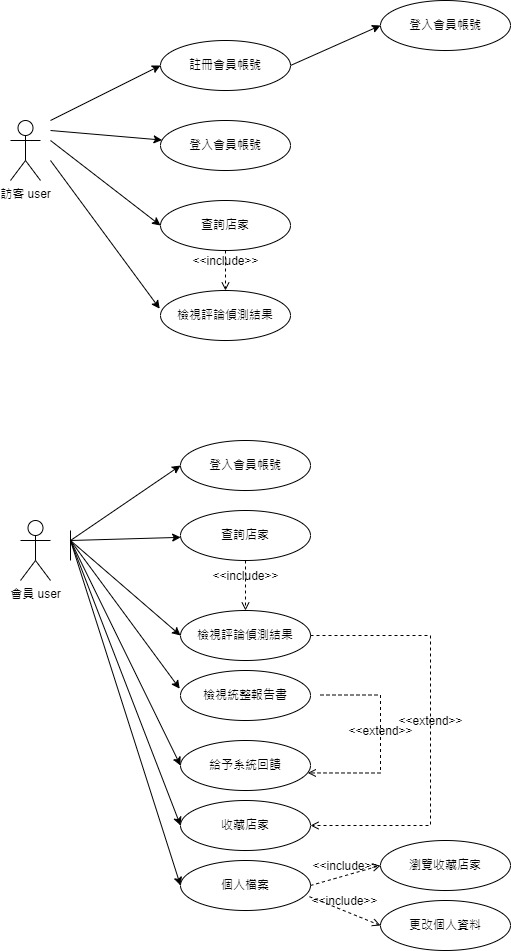 登入會員帳號
註冊會員帳號
登入會員帳號
訪客 user
查詢店家
<<include>>
檢視評論偵測結果
登入會員帳號
查詢店家
會員 user
<<include>>
檢視評論偵測結果
檢視統整報告書
<<extend>>
<<extend>>
給予系統回饋
收藏店家
<<include>>
瀏覽收藏店家
個人檔案
<<include>>
更改個人資料